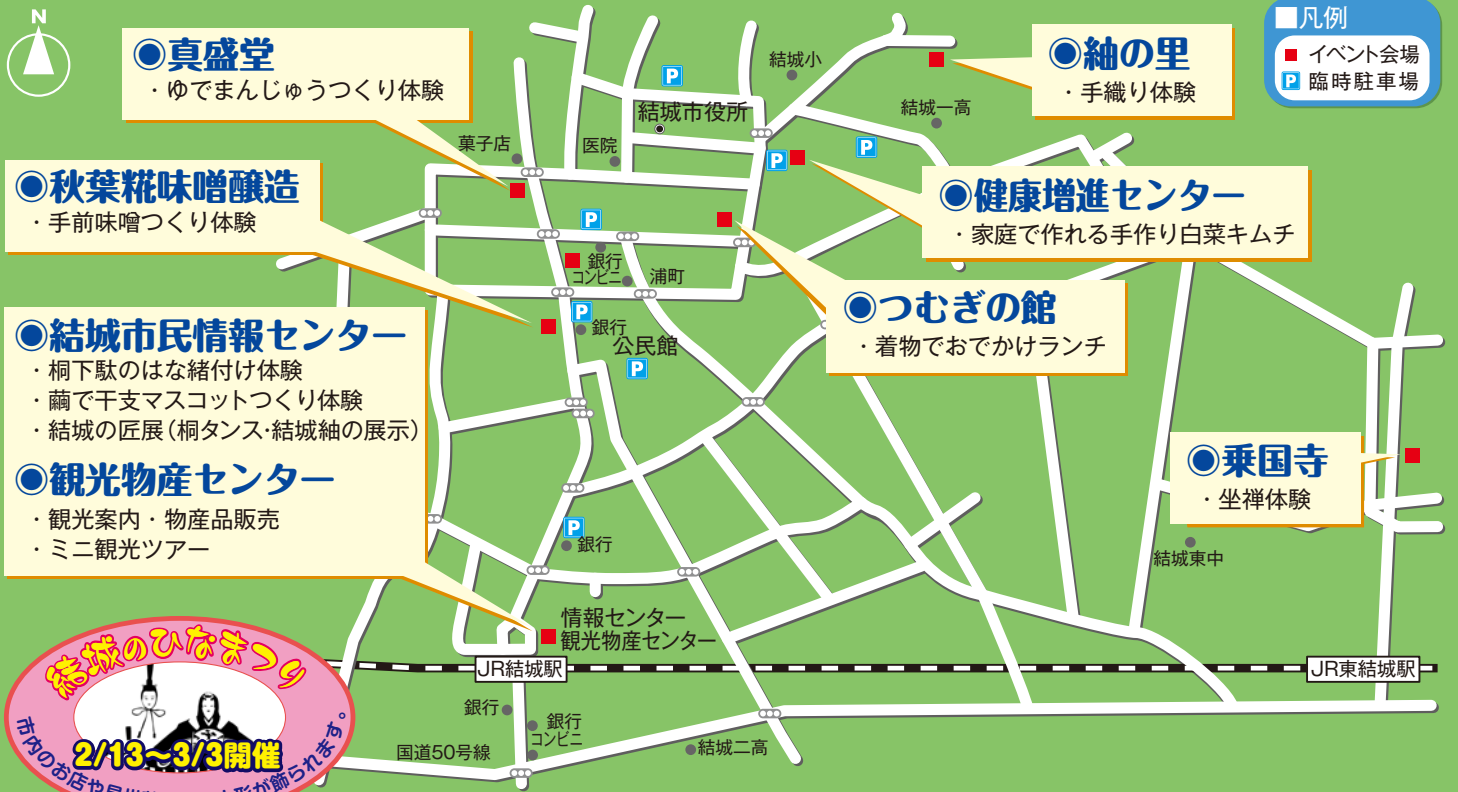 N
◉真盛堂
・ゆでまんじゅうつくり体験
◉紬の里
・手織り体験
■凡例
イベント会場
P 臨時駐車場
P
結城小
結城市役所
結城一高
菓子店
医院
P
P
◉秋葉糀味噌醸造
・手前味噌つくり体験
◉健康増進センター
・家庭で作れる手作り白菜キムチ
P
銀行
コンビニ
浦町
◉つむぎの館
・着物でおでかけランチ
P
銀行
公民館
P
◉結城市民情報センター
・桐下駄のはな緒付け体験
・繭で干支マスコットつくり体験
・結城の匠展(桐タンス・結城紬の展示)
◉観光物産センター
・観光案内・物産品販売
・ミニ観光ツアー
◉乗国寺
・坐禅体験
P
銀行
結城東中
情報センター
観光物産センター
JR結城駅
JR東結城駅
結城のひなまつり
2/13〜3/3開催
市内のお店や
が飾られます。
銀行
銀行
コンビニ
国道50号線
結城二高